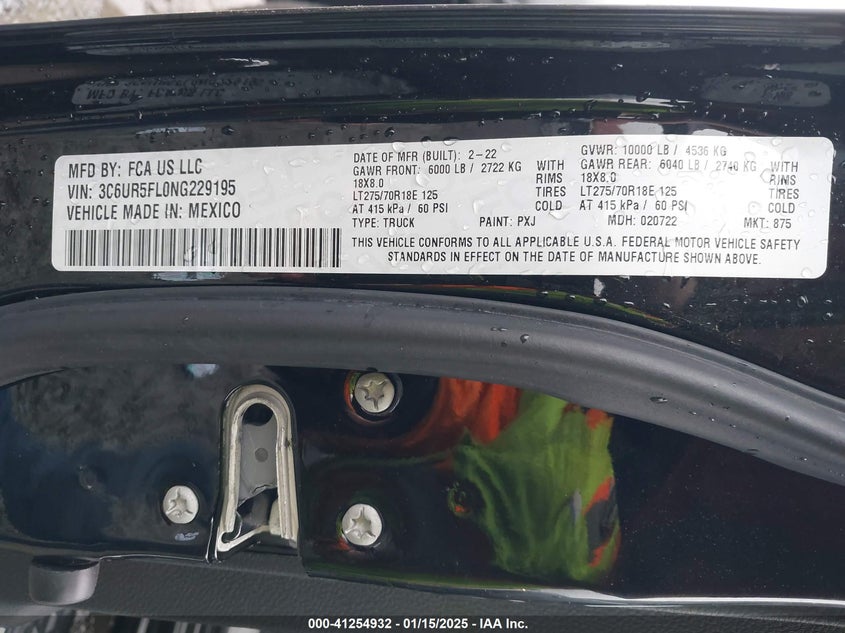 MFD BY: FCA US LLC
VIN: 3C6UR5FL0NG229195
VEHICLE MADE IN: MEXICO
DATE OF MFR (BUILT): 2-22
GAWR FRONT: 6000 LB / 2722 KG WITH
18X8.0 RIMS
LT275/70R18E 125 TIRES
AT 415 kPa / 60 PSI COLD
GVWR: 10000 LB / 4536 KG
GAWR REAR: 6040 LB / 2740 KG WITH
18X8.0 RIMS
LT275/70R18E 125 TIRES
AT 415 kPa / 60 PSI COLD
TYPE: TRUCK PAINT: PXJ MDH: 020722 MKT: 875
THIS VEHICLE CONFORMS TO ALL APPLICABLE U.S.A. FEDERAL MOTOR VEHICLE SAFETY
STANDARDS IN EFFECT ON THE DATE OF MANUFACTURE SHOWN ABOVE.
000-41254932 - 01/15/2025 - IAA Inc.